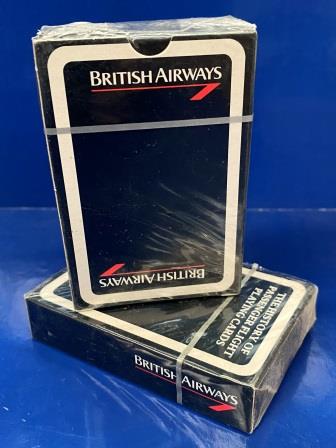 BRITISH AIRWAYS
BRITISH AIRWAYS
THE HISTORY OF
PASSENGER FLIGHT
PLAYING CARDS
BRITISH AIRWAYS